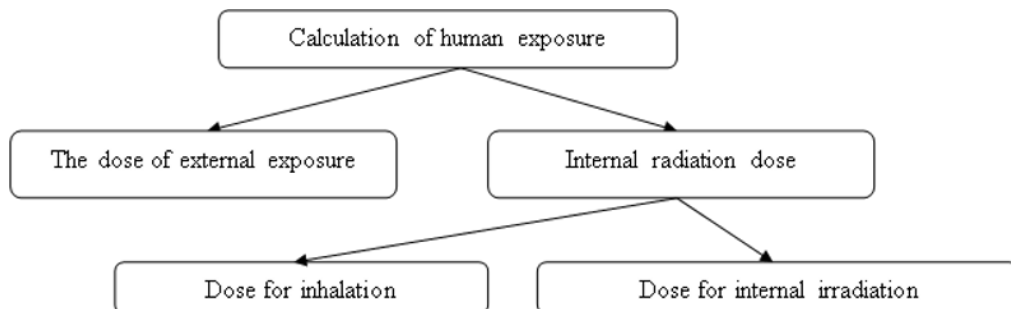 Calculation of human exposure
The dose of external exposure
Internal radiation dose
Dose for inhalation
Dose for internal irradiation